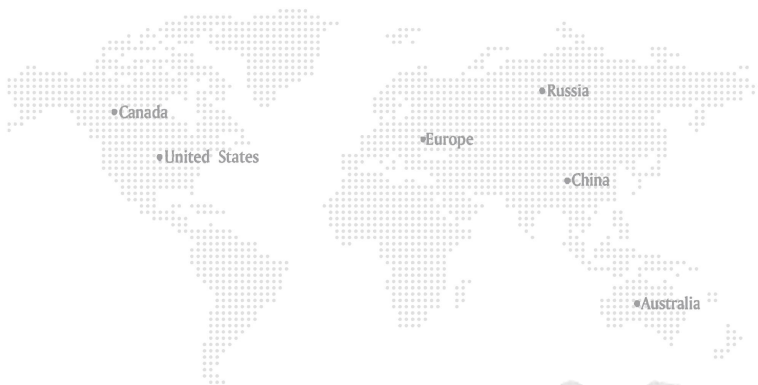 Russia
Canada
Europe
United States
China
Australia